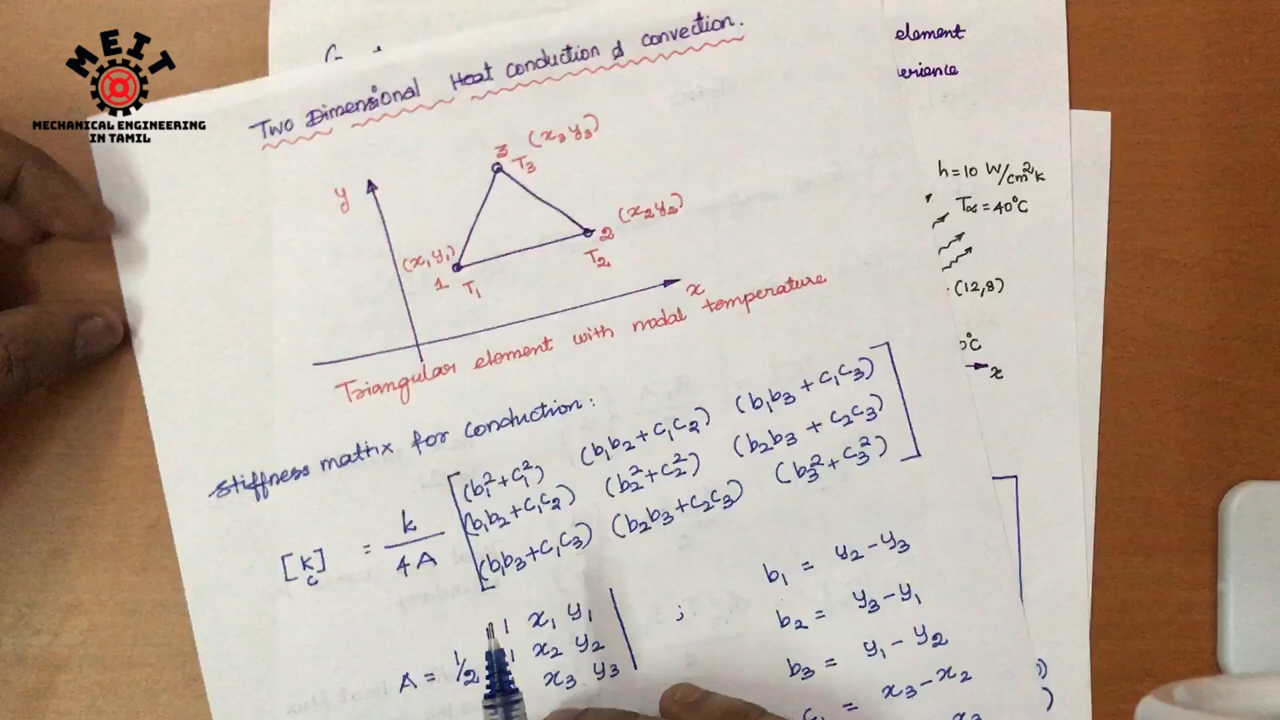 MEIT
MECHANICAL ENGINEERING
IN TAMIL
Two Dimensional Heat conduction & convection.
element
erience
y
3 T₃ (x₃ y₃)
(x₂ y₂)
2
T₂
(x₁ y₁)
1 T₁
x
Triangular element with nodal temperature
h = 10 W/cm²K
T∞ = 40°C
(12,8)
°C
x
Stiffness matrix for conduction:
(b₁²+c₁²) (b₁b₂+c₁c₂) (b₁b₃+c₁c₃)
[K]c = k/4A (b₁b₂+c₁c₂) (b₂²+c₂²) (b₂b₃+c₂c₃)
(b₁b₃+c₁c₃) (b₂b₃+c₂c₃) (b₃²+c₃²)
1 x₁ y₁ ;
A = 1/2 1 x₂ y₂
x₃ y₃
b₁ = y₂-y₃
b₂ = y₃-y₁
b₃ = y₁-y₂
c₁ = x₃-x₂